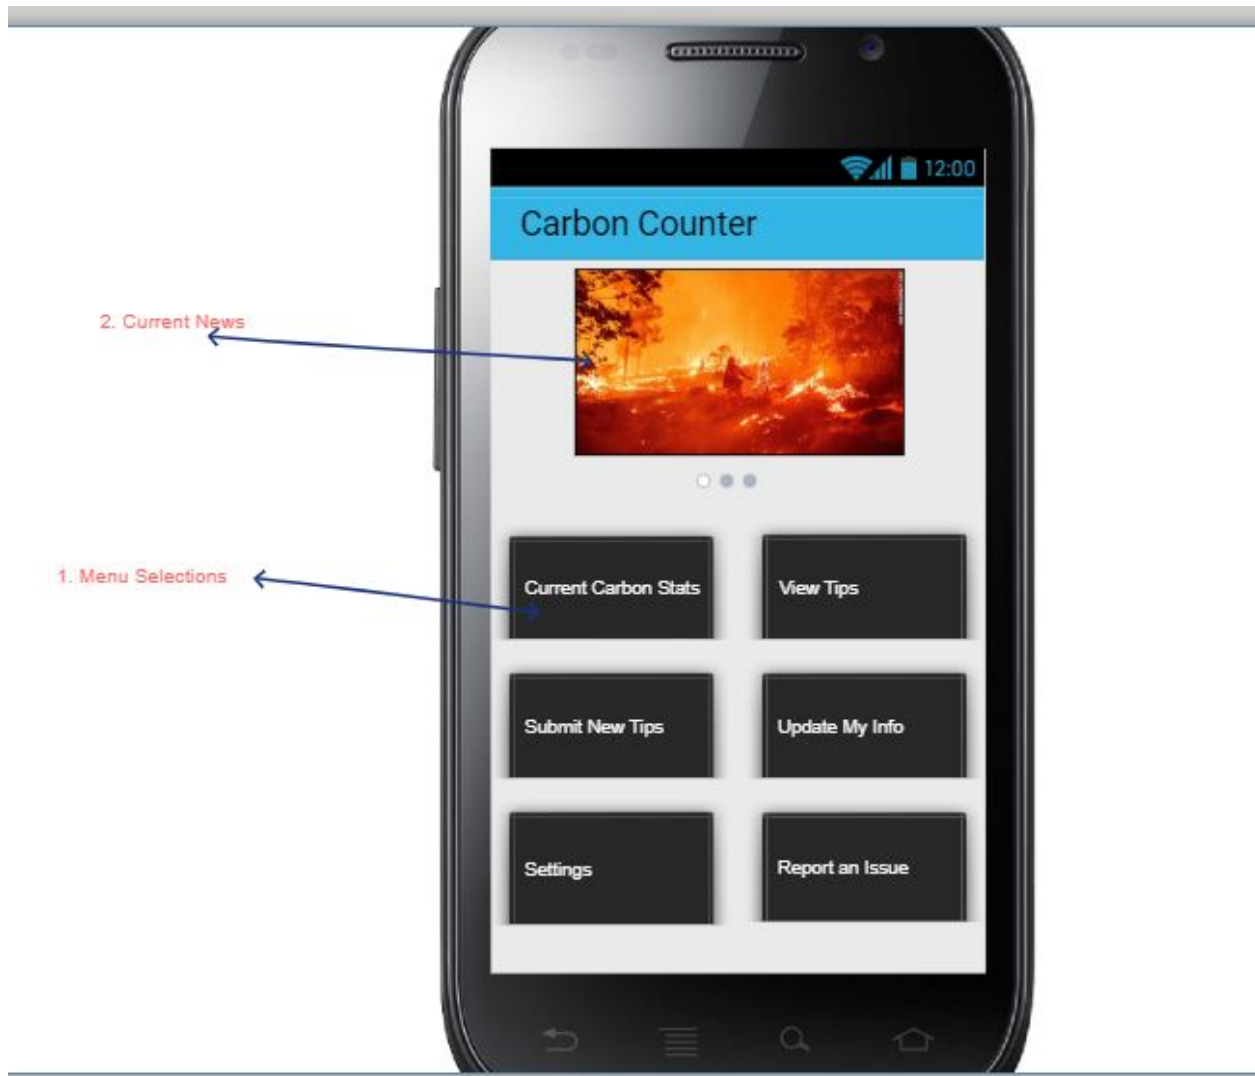 12:00
Carbon Counter
2. Current News
1. Menu Selections
Current Carbon Stats
View Tips
Submit New Tips
Update My Info
Settings
Report an Issue